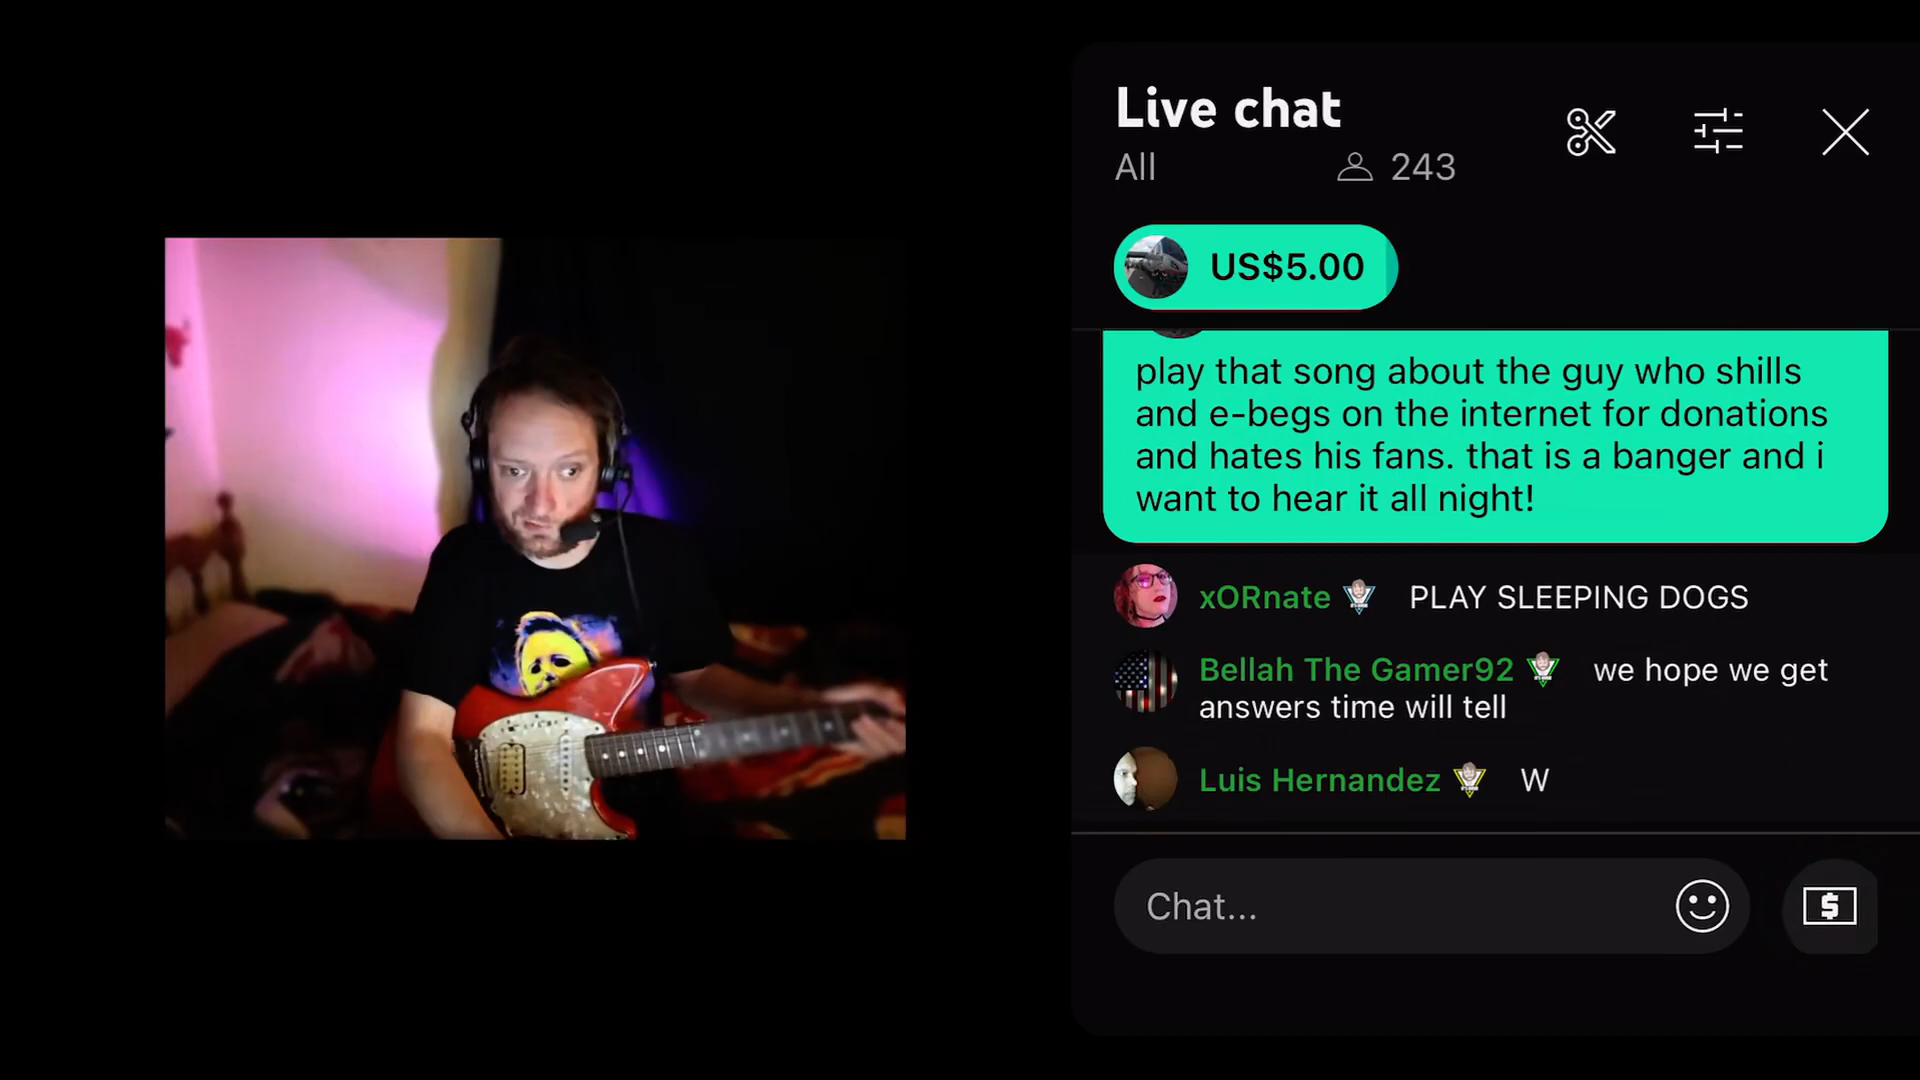 Live chat
All 243
US$5.00
play that song about the guy who shills
and e-begs on the internet for donations
and hates his fans. that is a banger and i
want to hear it all night!
xORnate PLAY SLEEPING DOGS
Bellah The Gamer92 we hope we get
answers time will tell
Luis Hernandez W
Chat...
$